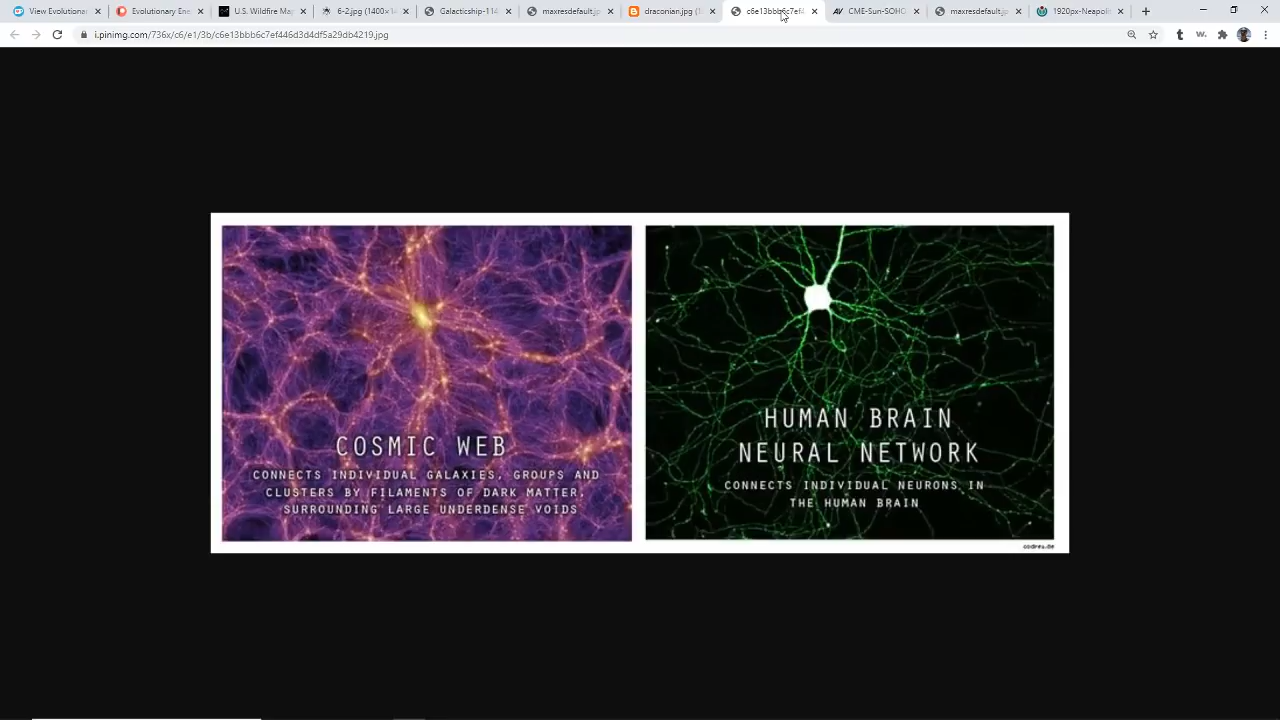 View Evolutiona
Evolutionary Ene
U.S. Wildfire Ma
6-2.jpg (1400×1
Galacticship-114
maxresdefault.jp
draconian.jpg (1
c6e13bbb6c7ef4
CME-Sun-SOHO
maxresdefault.jp
1920px-Neapoli
i.pinimg.com/736x/c6/e1/3b/c6e13bbb6c7ef446d3d4df5a29db4219.jpg
COSMIC WEB
CONNECTS INDIVIDUAL GALAXIES, GROUPS AND
CLUSTERS BY FILAMENTS OF DARK MATTER,
SURROUNDING LARGE UNDERDENSE VOIDS
HUMAN BRAIN
NEURAL NETWORK
CONNECTS INDIVIDUAL NEURONS IN
THE HUMAN BRAIN